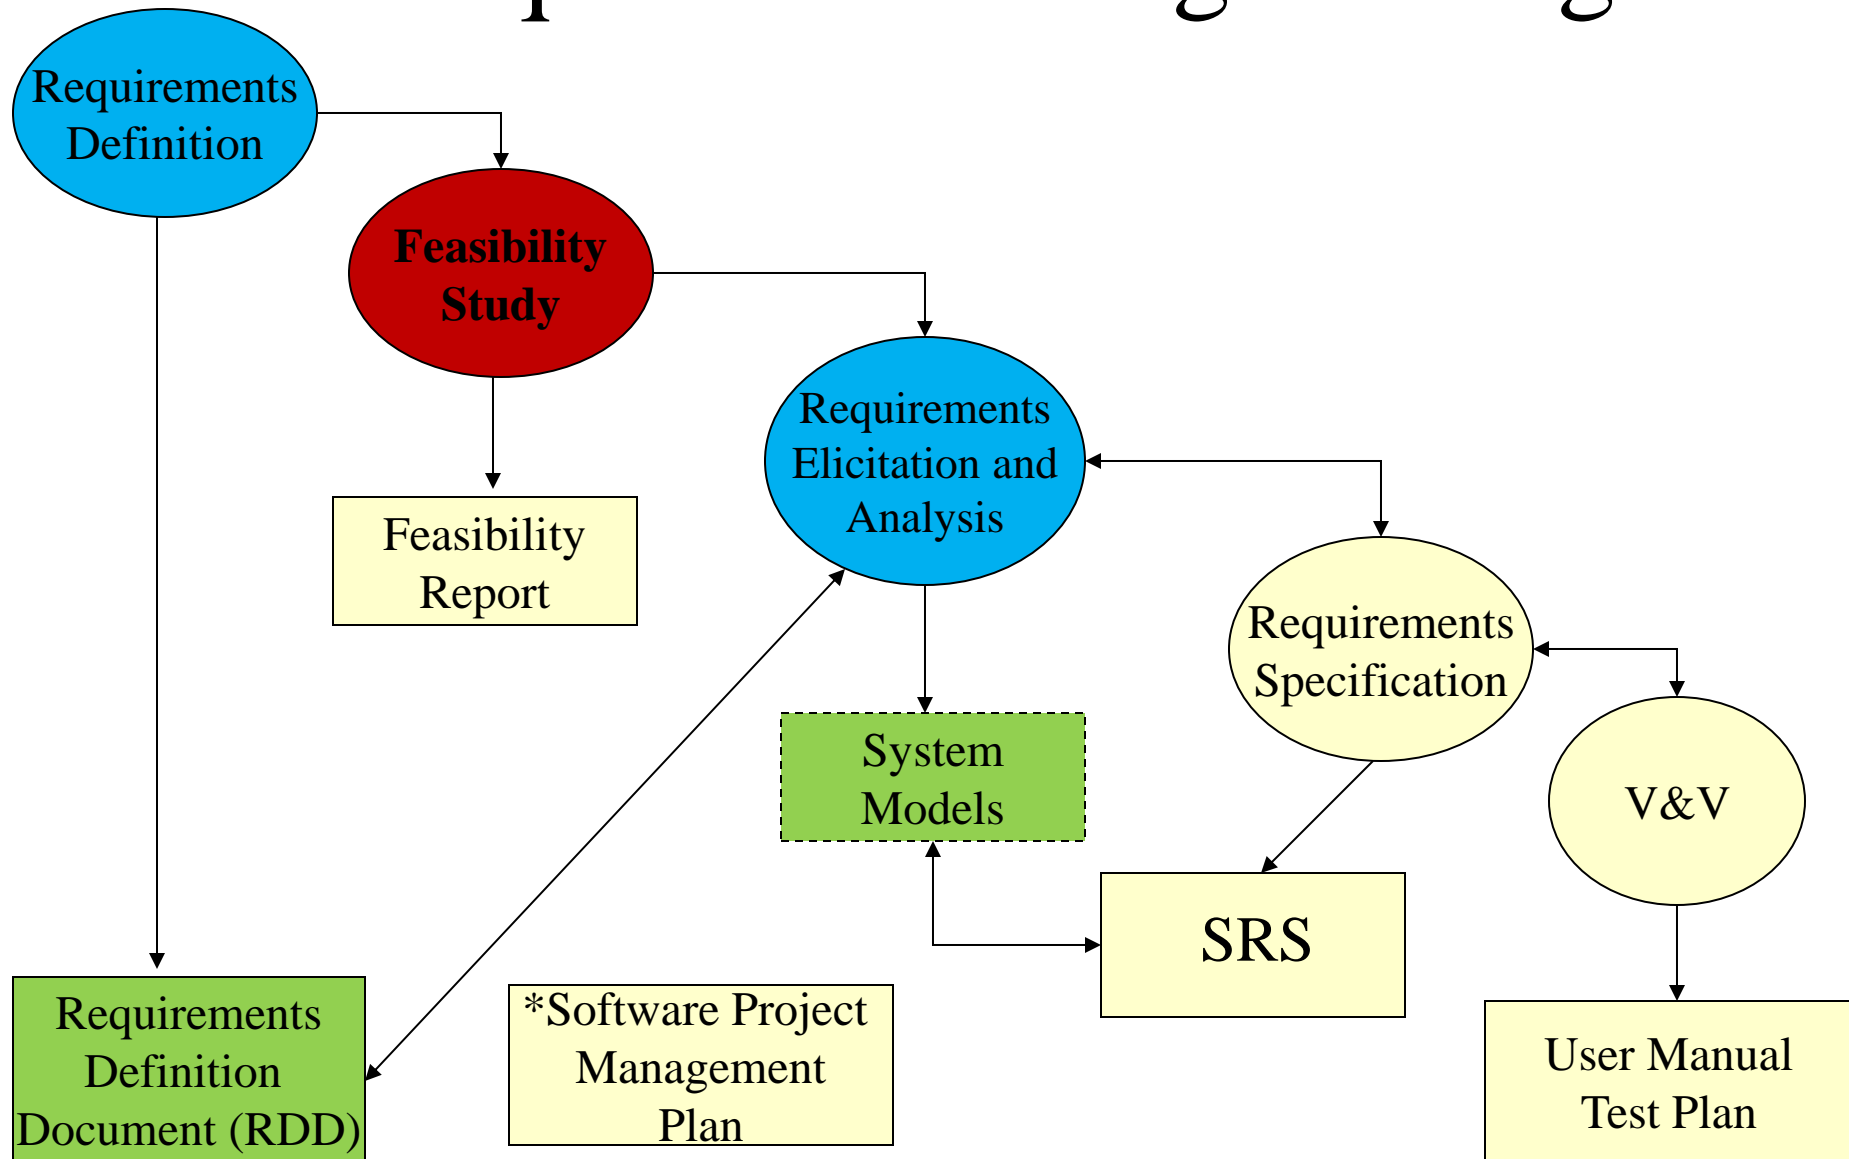 Requirements
Definition
Feasibility
Study
Requirements
Elicitation and
Analysis
Feasibility
Report
Requirements
Specification
System
Models
V&V
SRS
Requirements
Definition
Document (RDD)
*Software Project
Management
Plan
User Manual
Test Plan